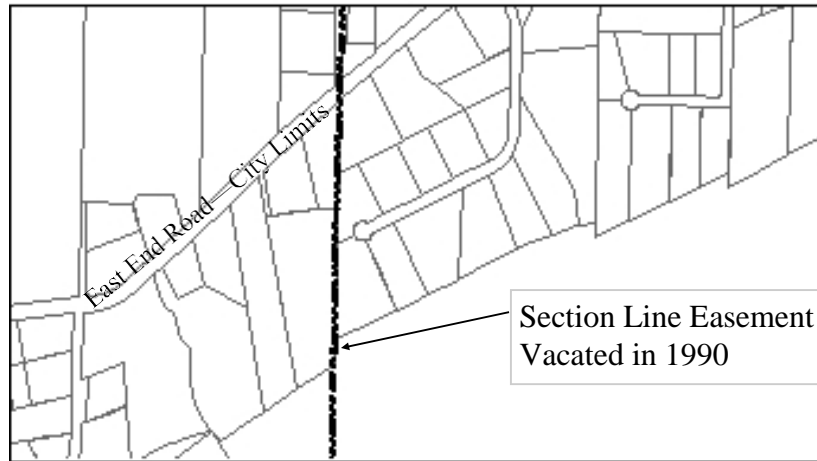 East End Road—City Limits
Section Line Easement
Vacated in 1990